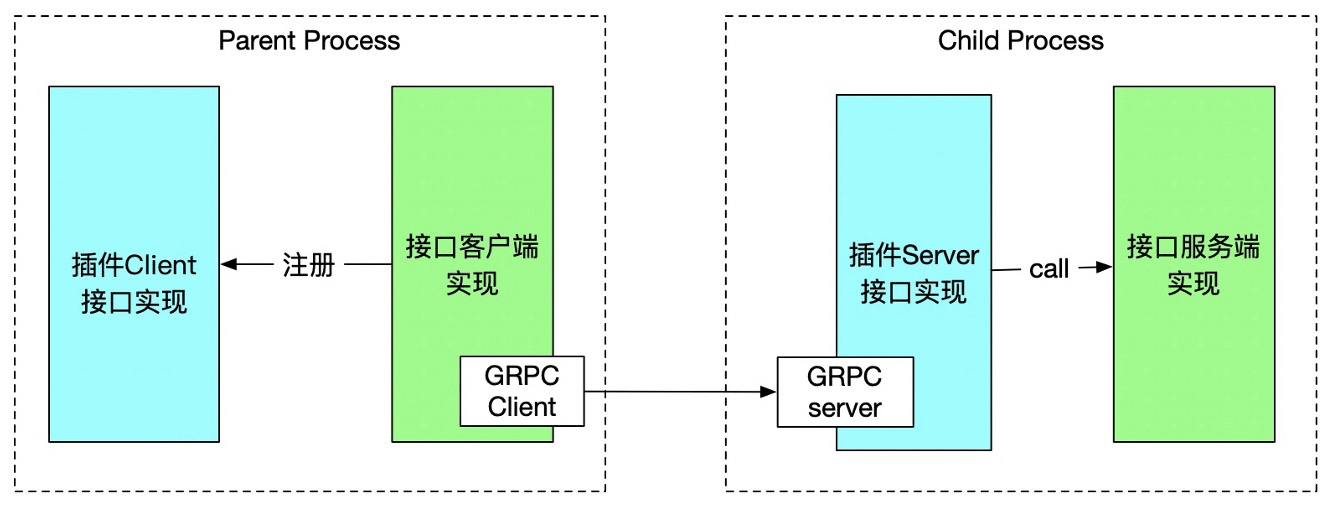 Parent Process
插件Client
接口实现
注册
接口客户端
实现
GRPC
Client
Child Process
插件Server
接口实现
GRPC
server
call
接口服务端
实现